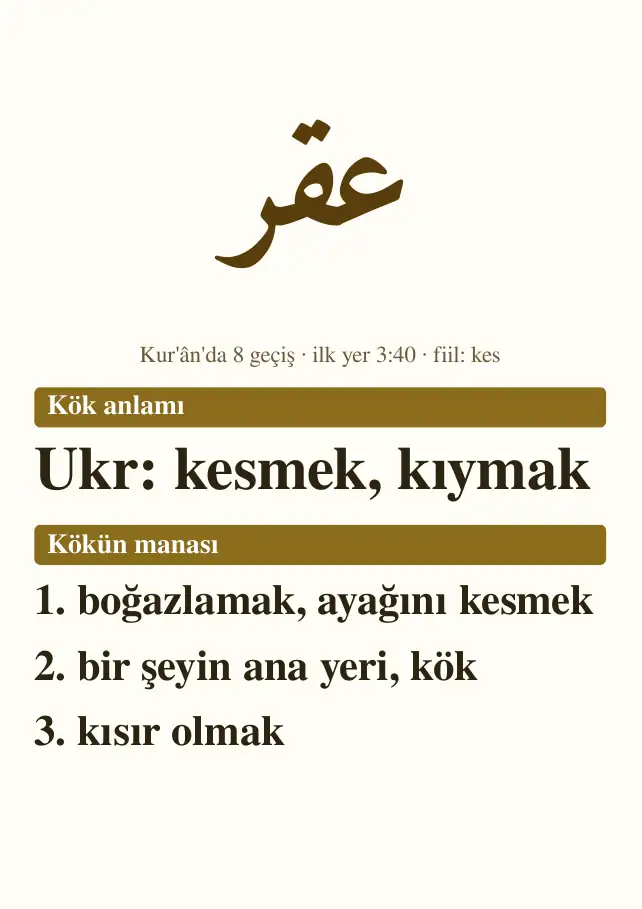 عقر
Kur'ân'da 8 geçiş · ilk yer 3:40 · fiil: kes
Kök anlamı
Ukr: kesmek, kıymak
Kökün manası
1. boğazlamak, ayağını kesmek
2. bir şeyin ana yeri, kök
3. kısır olmak